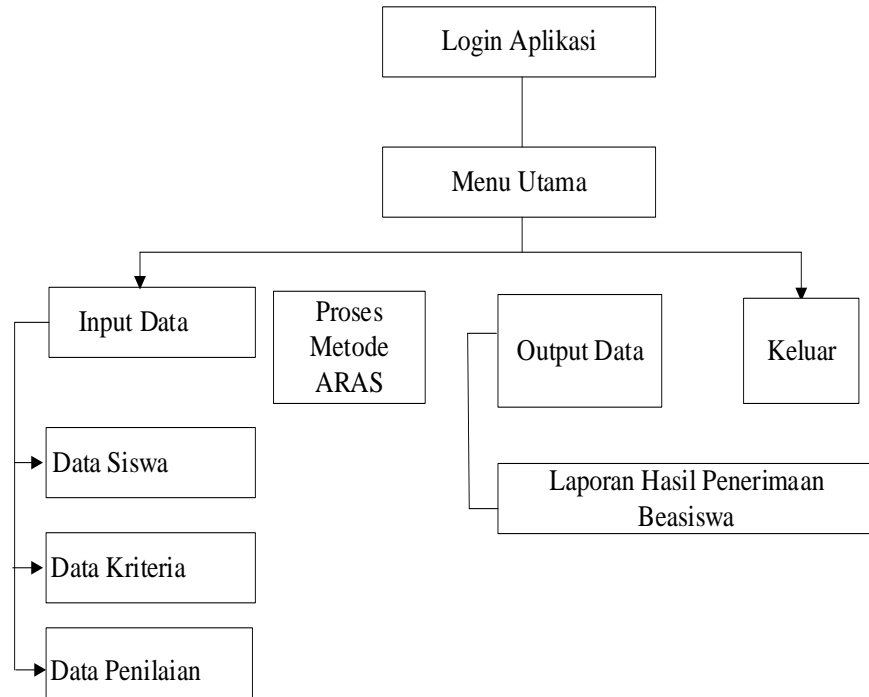 Login Aplikasi
Menu Utama
Input Data
Proses
Metode
ARAS
Output Data
Keluar
Data Siswa
Laporan Hasil Penerimaan
Beasiswa
Data Kriteria
Data Penilaian